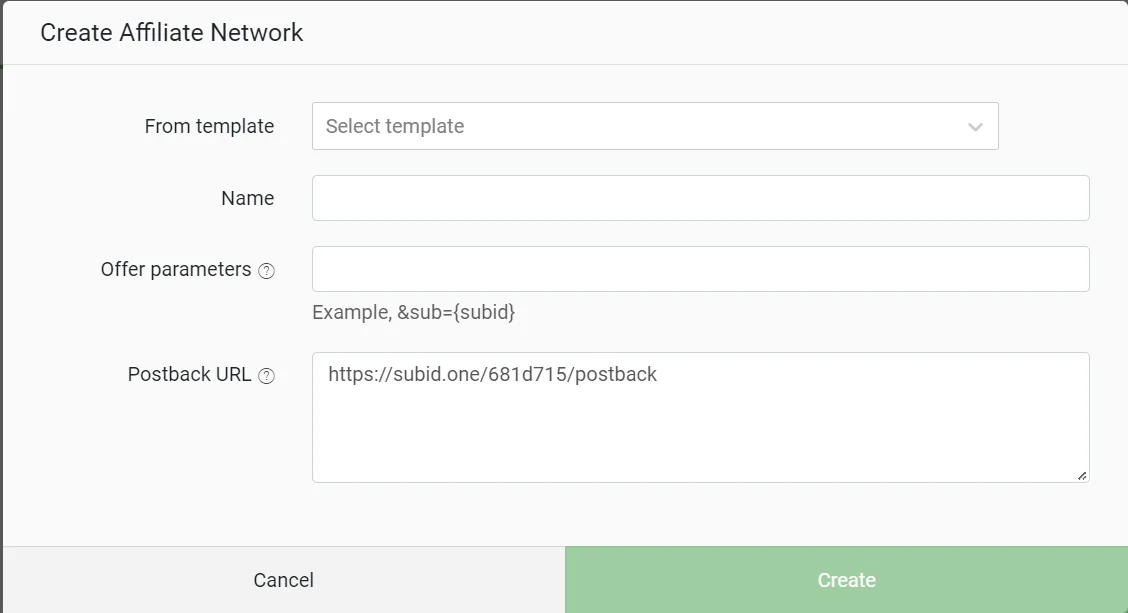 Create Affiliate Network
From template
Select template
Name
Offer parameters ?
Example, &sub={subid}
Postback URL ?
https://subid.one/681d715/postback
Cancel
Create